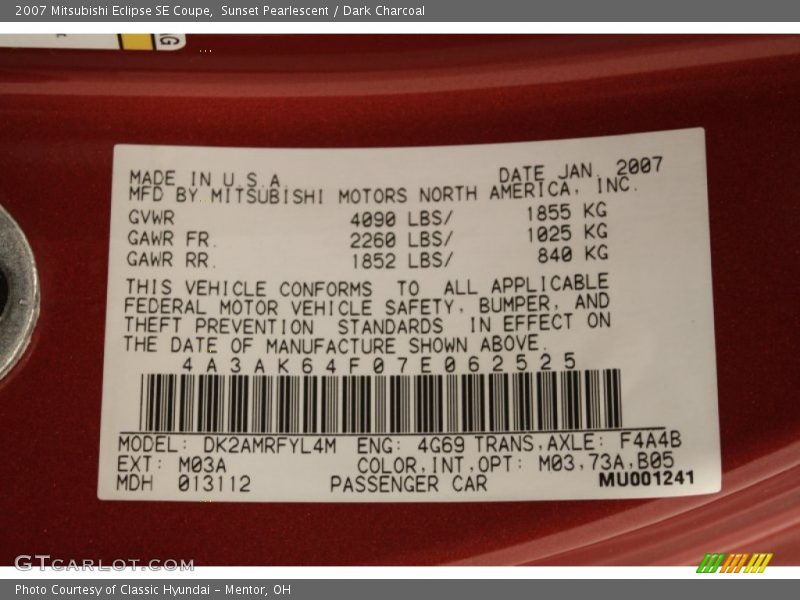 2007 Mitsubishi Eclipse SE Coupe, Sunset Pearlescent / Dark Charcoal
MADE IN U.S.A. DATE JAN. 2007
MFD BY MITSUBISHI MOTORS NORTH AMERICA, INC.
GVWR 4090 LBS/ 1855 KG
GAWR FR. 2260 LBS/ 1025 KG
GAWR RR. 1852 LBS/ 840 KG
THIS VEHICLE CONFORMS TO ALL APPLICABLE
FEDERAL MOTOR VEHICLE SAFETY, BUMPER, AND
THEFT PREVENTION STANDARDS IN EFFECT ON
THE DATE OF MANUFACTURE SHOWN ABOVE.
4A3AK64F07E062525
MODEL: DK2AMRFYL4M ENG: 4G69 TRANS,AXLE: F4A4B
EXT: M03A COLOR,INT,OPT: M03,73A,B05
MDH 013112 PASSENGER CAR MU001241
GTCARLOT.COM
Photo Courtesy of Classic Hyundai - Mentor, OH